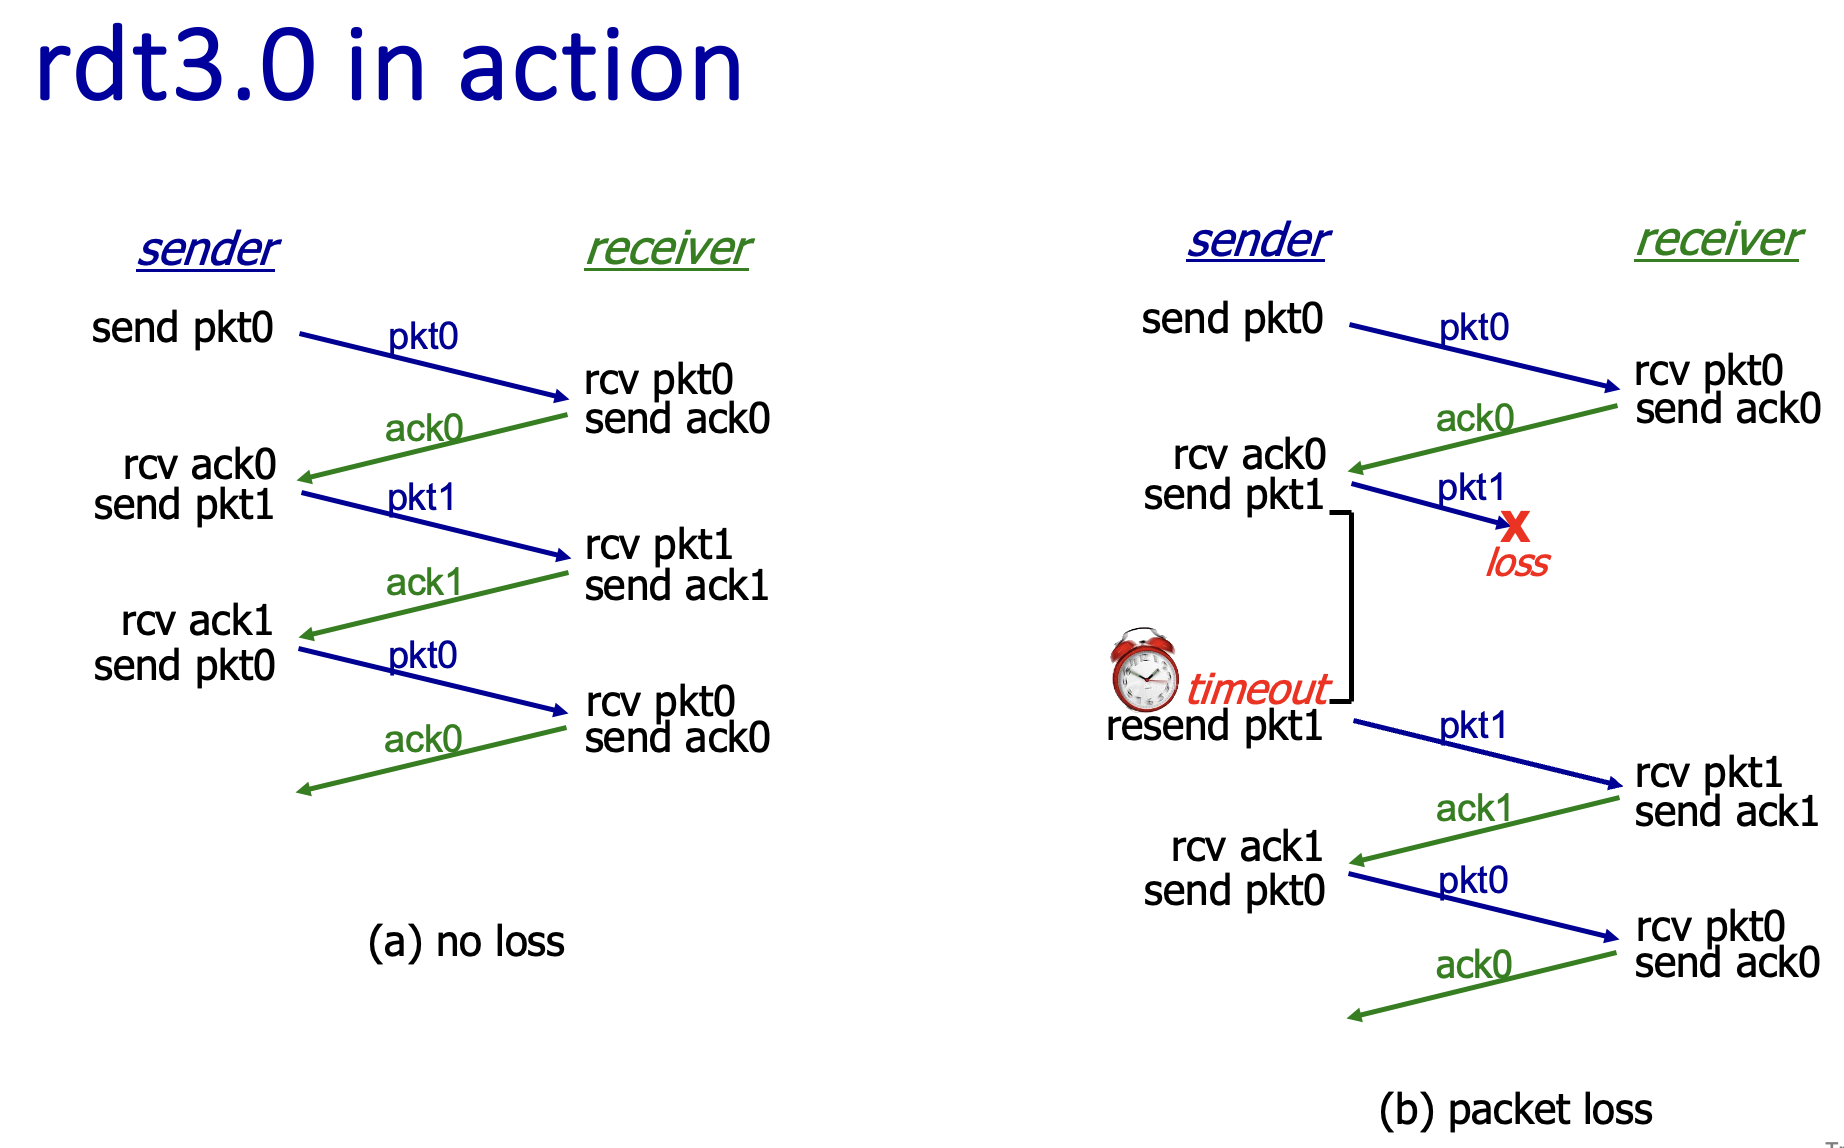 rdt3.0 in action
sender
receiver
send pkt0
pkt0
rcv pkt0
send ack0
ack0
rcv ack0
send pkt1
pkt1
rcv pkt1
send ack1
ack1
rcv ack1
send pkt0
pkt0
rcv pkt0
send ack0
ack0
(a) no loss
sender
receiver
send pkt0
pkt0
rcv pkt0
send ack0
ack0
rcv ack0
send pkt1
pkt1
X
loss
timeout
resend pkt1
pkt1
rcv pkt1
send ack1
ack1
rcv ack1
send pkt0
pkt0
rcv pkt0
send ack0
ack0
(b) packet loss